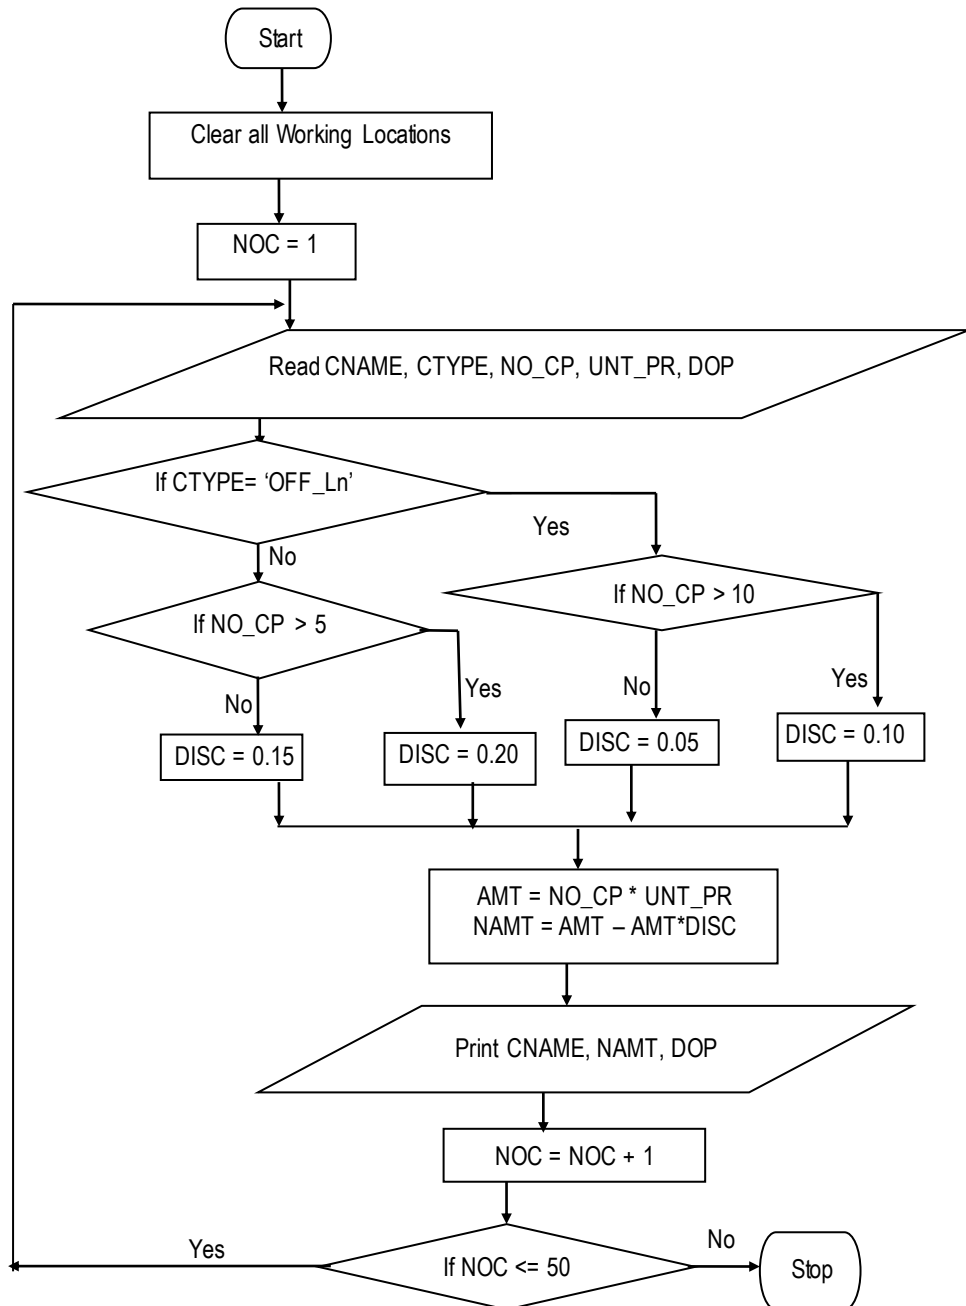 Start
Clear all Working Locations
NOC = 1
Read CNAME, CTYPE, NO_CP, UNT_PR, DOP
If CTYPE= ‘OFF_Ln’
Yes
No
If NO_CP > 10
If NO_CP > 5
No
Yes
No
Yes
DISC = 0.15
DISC = 0.20
DISC = 0.05
DISC = 0.10
AMT = NO_CP * UNT_PR
NAMT = AMT – AMT*DISC
Print CNAME, NAMT, DOP
NOC = NOC + 1
Yes
If NOC <= 50
No
Stop